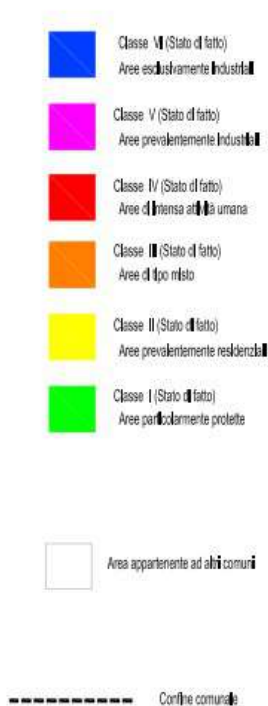 Classe VI (Stato di fatto)
Aree esclusivamente industriali
Classe V (Stato di fatto)
Aree prevalentemente industriali
Classe IV (Stato di fatto)
Aree di intensa attività umana
Classe III (Stato di fatto)
Aree di tipo misto
Classe II (Stato di fatto)
Aree prevalentemente residenziali
Classe I (Stato di fatto)
Aree particolarmente protette
Area appartenente ad altri comuni
Confine comunale